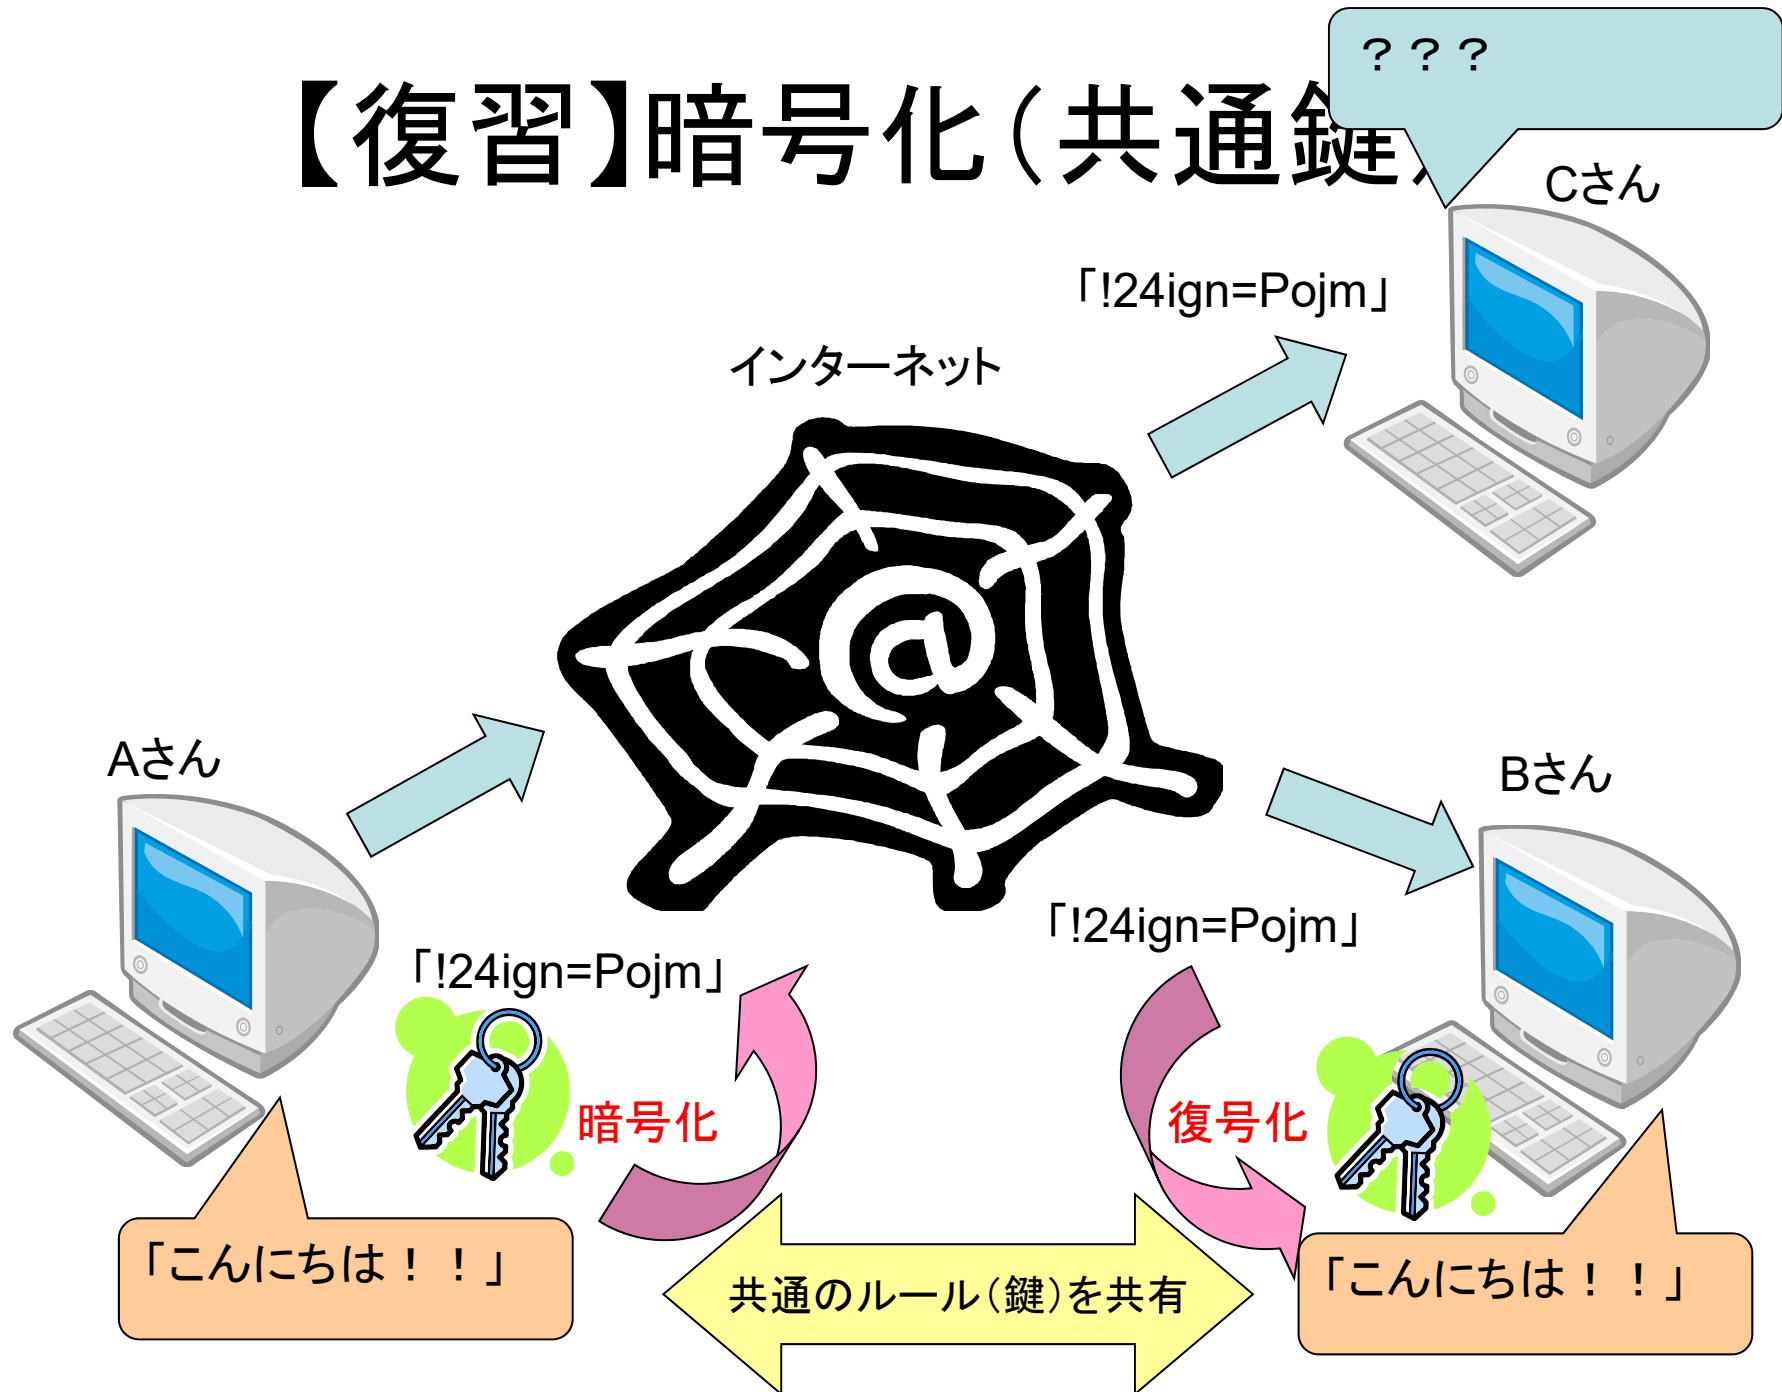 ？？？
【復習】暗号化（共通鍵）
Cさん
「!24ign=Pojm」
インターネット
Aさん
Bさん
「!24ign=Pojm」
「!24ign=Pojm」
暗号化
復号化
「こんにちは！！」
共通のルール（鍵）を共有
「こんにちは！！」